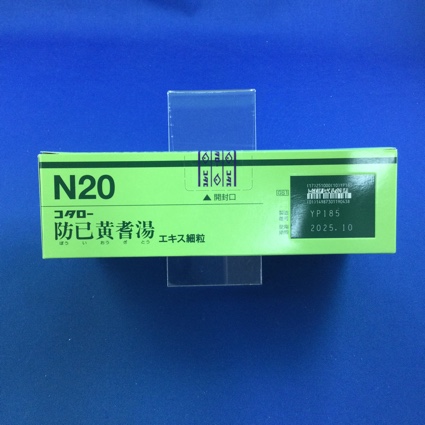 N20
コタロー
防已黄耆湯
ぼう い おう ぎ とう
エキス細粒
▲開封口
YP185
2025.10